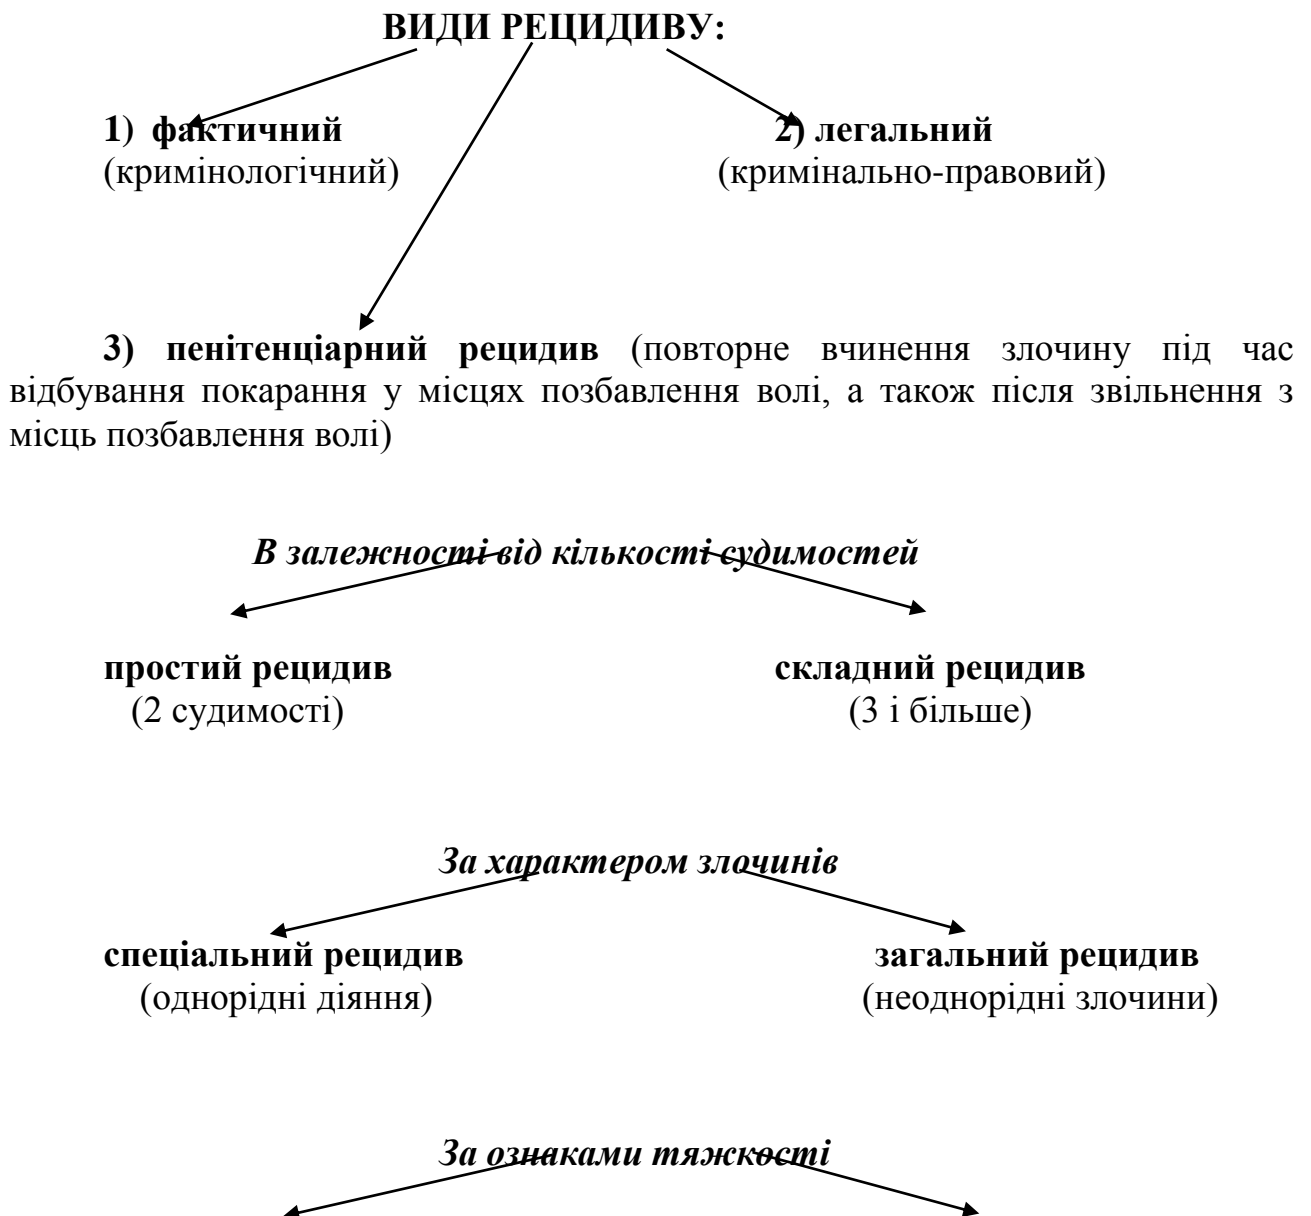 ВИДИ РЕЦИДИВУ:
1) фактичний
2) легальний
(кримінологічний)
(кримінально-правовий)
3) пенітенціарний рецидив (повторне вчинення злочину під час
відбування покарання у місцях позбавлення волі, а також після звільнення з
місць позбавлення волі)
В залежності від кількості судимостей
простий рецидив
складний рецидив
(2 судимості)
(3 і більше)
За характером злочинів
спеціальний рецидив
загальний рецидив
(однорідні діяння)
(неоднорідні злочини)
За ознаками тяжкості